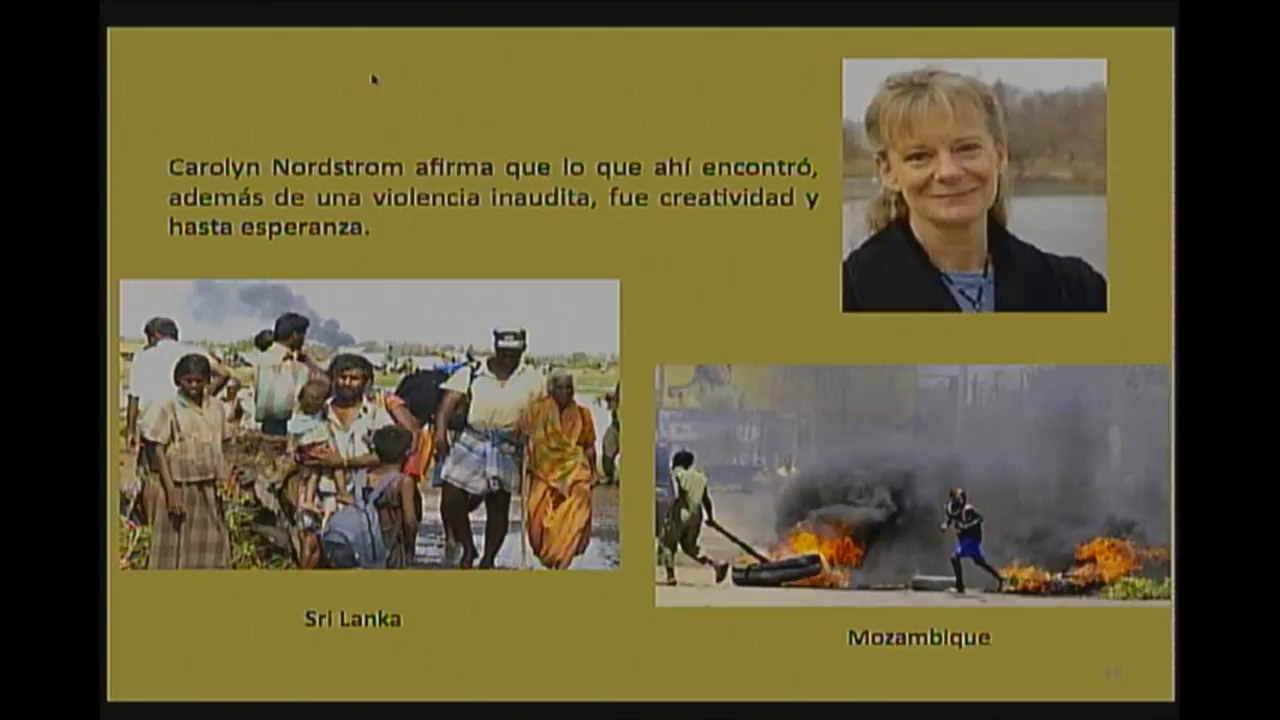 Carolyn Nordstrom afirma que lo que ahí encontró,
además de una violencia inaudita, fue creatividad y
hasta esperanza.
Sri Lanka
Mozambique